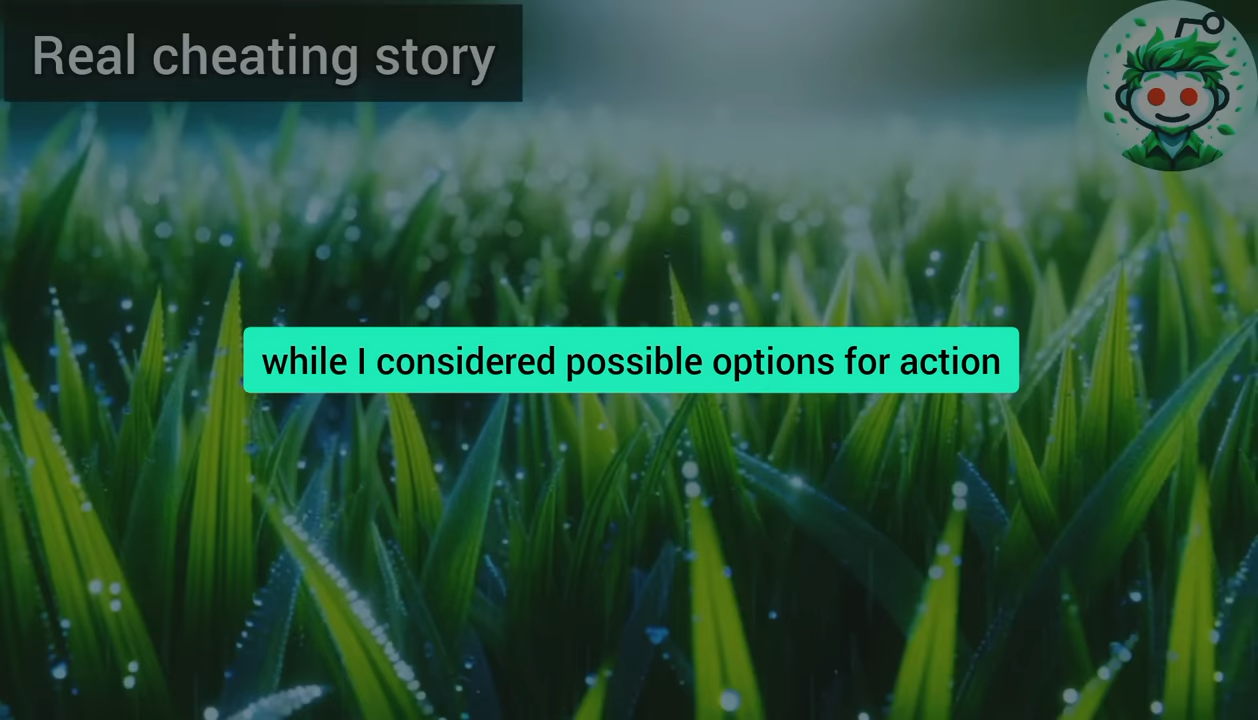 Real cheating story
while I considered possible options for action